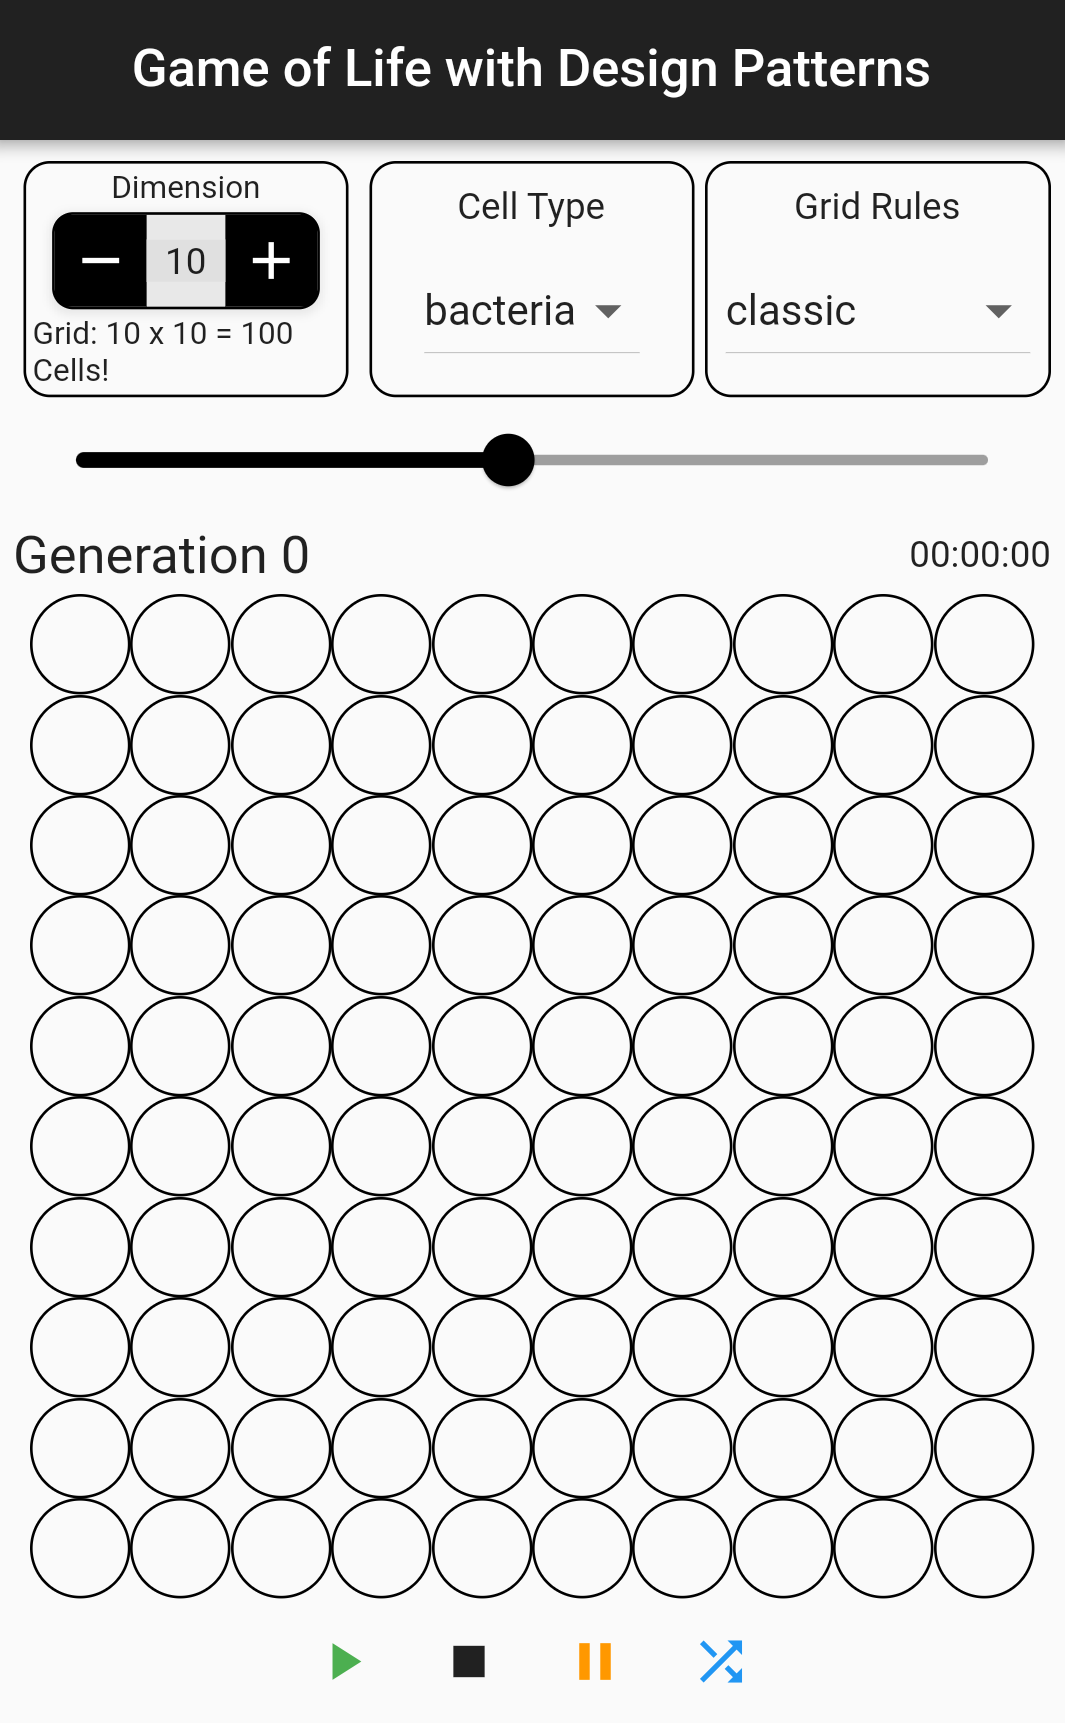 Game of Life with Design Patterns
Dimension
10
Grid: 10 x 10 = 100
Cells!
Cell Type
bacteria
Grid Rules
classic
Generation 0
00:00:00